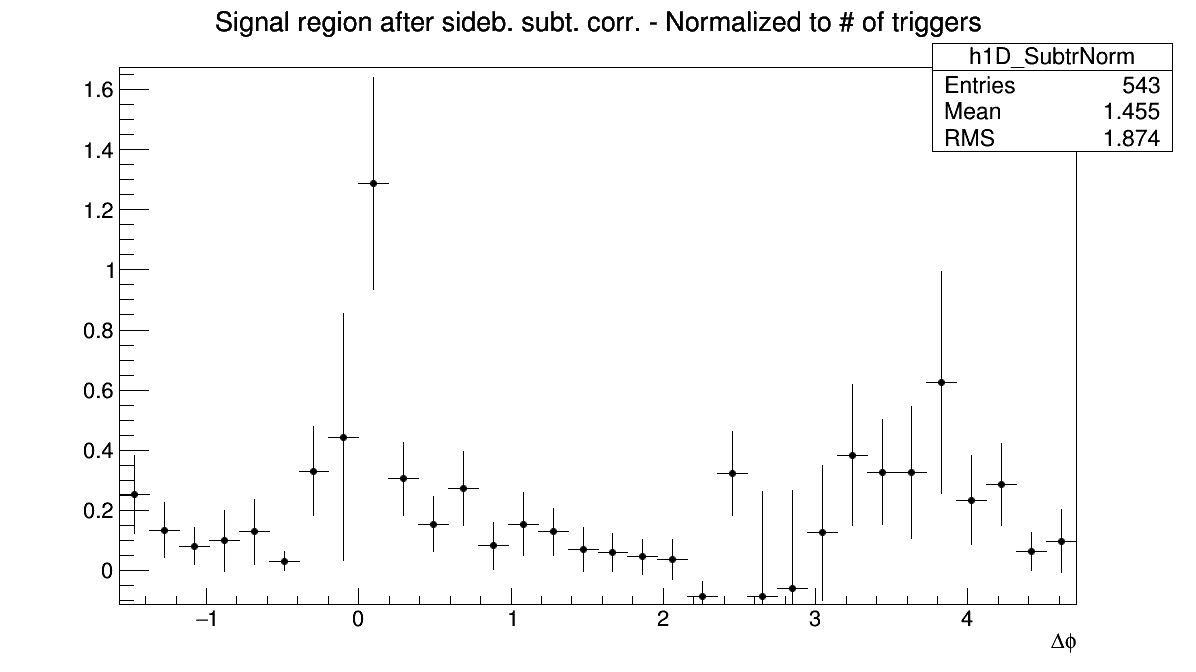 Signal region after sideb. subt. corr. - Normalized to # of triggers
h1D_SubtrNorm
Entries 543
Mean 1.455
RMS 1.874
1.6
1.4
1.2
1
0.8
0.6
0.4
0.2
0
−1 0 1 2 3 4
Δϕ